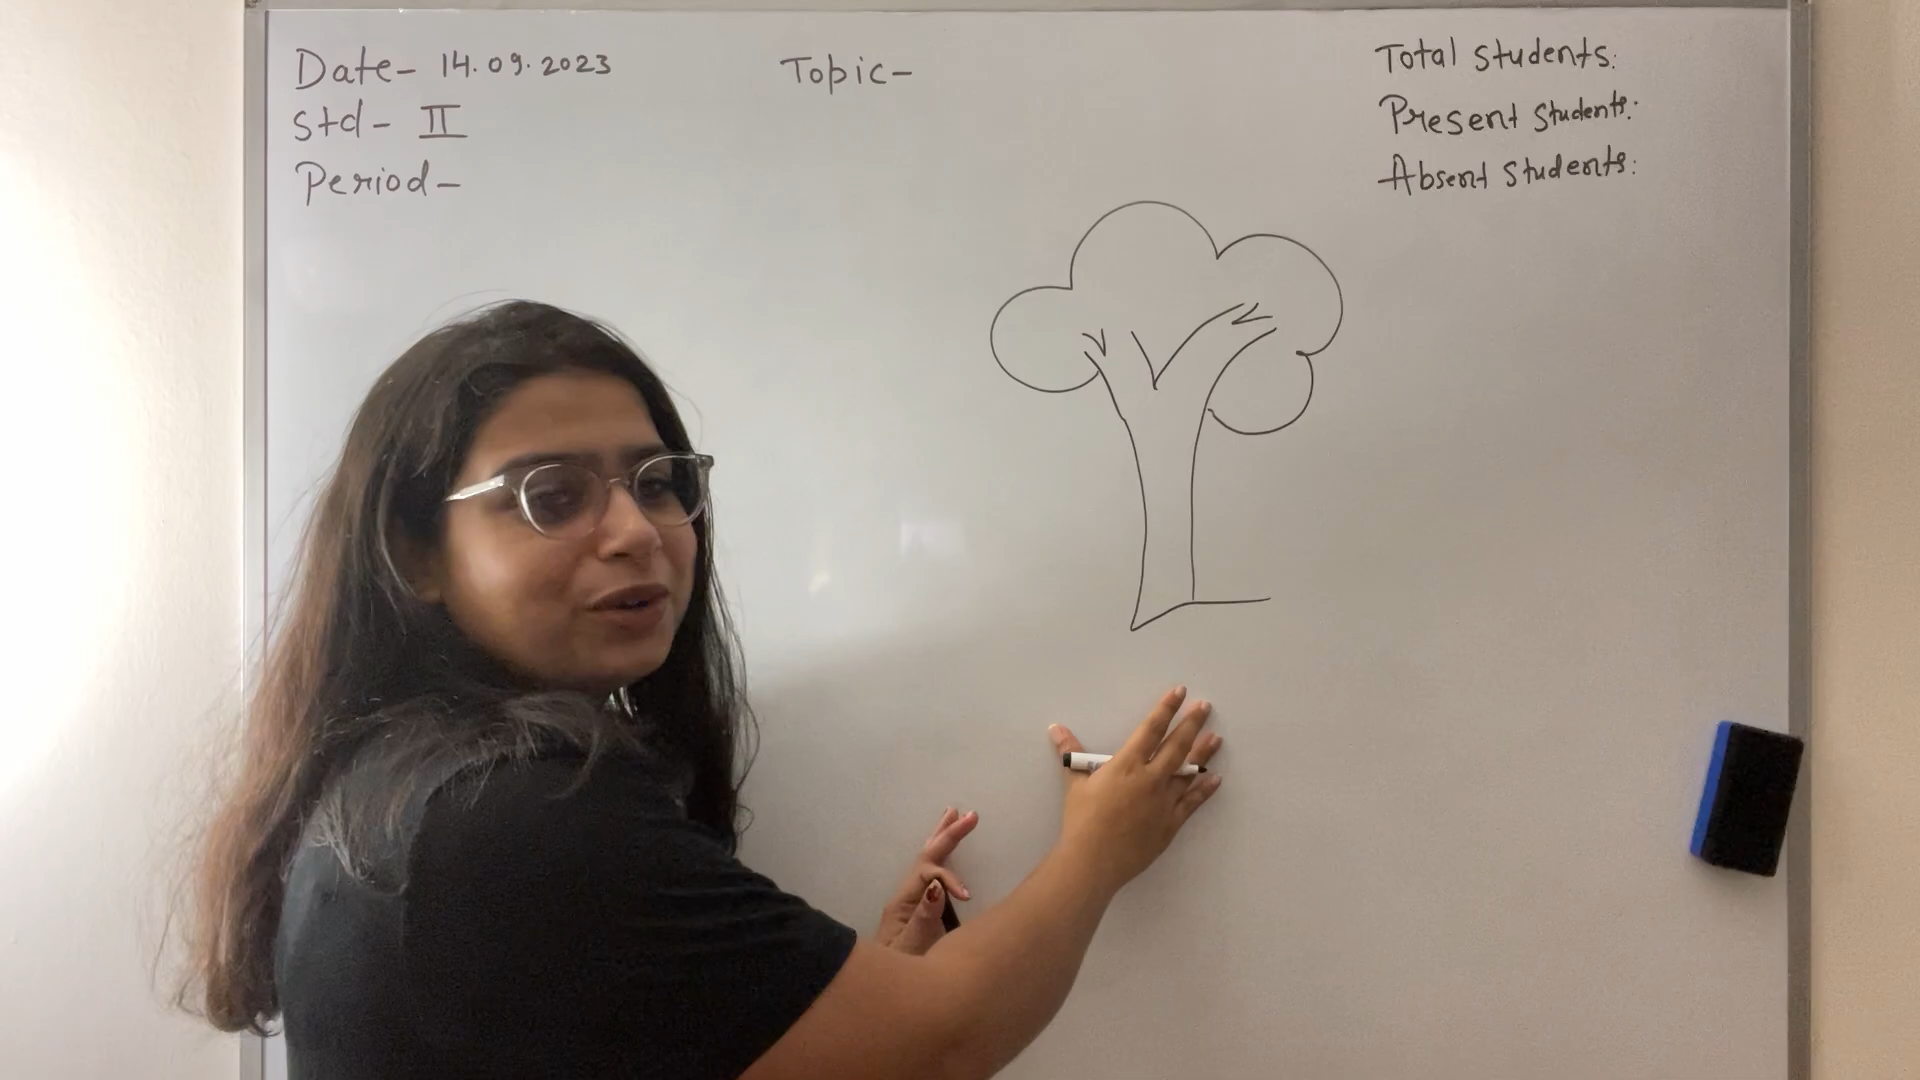 Date- 14.09.2023
Std- II
Period-
Topic-
Total Students:
Present Students:
Absent Students: